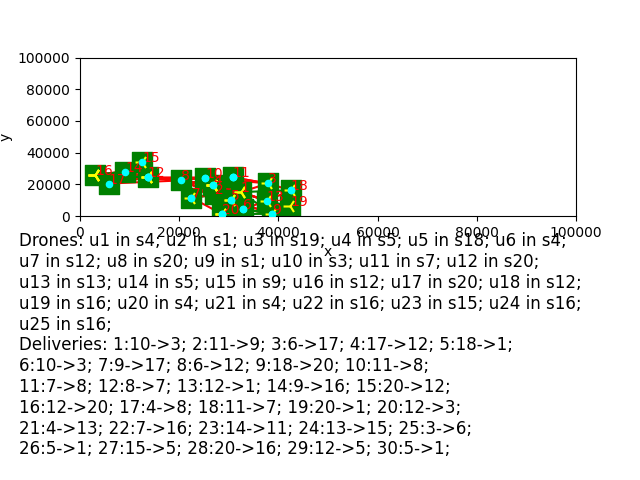 100000
80000
60000
40000
20000
0
y
0 20000 40000 60000 80000 100000
x
Drones: u1 in s4; u2 in s1; u3 in s19; u4 in s5; u5 in s18; u6 in s4;
u7 in s12; u8 in s20; u9 in s1; u10 in s3; u11 in s7; u12 in s20;
u13 in s13; u14 in s5; u15 in s9; u16 in s12; u17 in s20; u18 in s12;
u19 in s16; u20 in s4; u21 in s4; u22 in s16; u23 in s15; u24 in s16;
u25 in s16;
Deliveries: 1:10->3; 2:11->9; 3:6->17; 4:17->12; 5:18->1;
6:10->3; 7:9->17; 8:6->12; 9:18->20; 10:11->8;
11:7->8; 12:8->7; 13:12->1; 14:9->16; 15:20->12;
16:12->20; 17:4->8; 18:11->7; 19:20->1; 20:12->3;
21:4->13; 22:7->16; 23:14->11; 24:13->15; 25:3->6;
26:5->1; 27:15->5; 28:20->16; 29:12->5; 30:5->1;